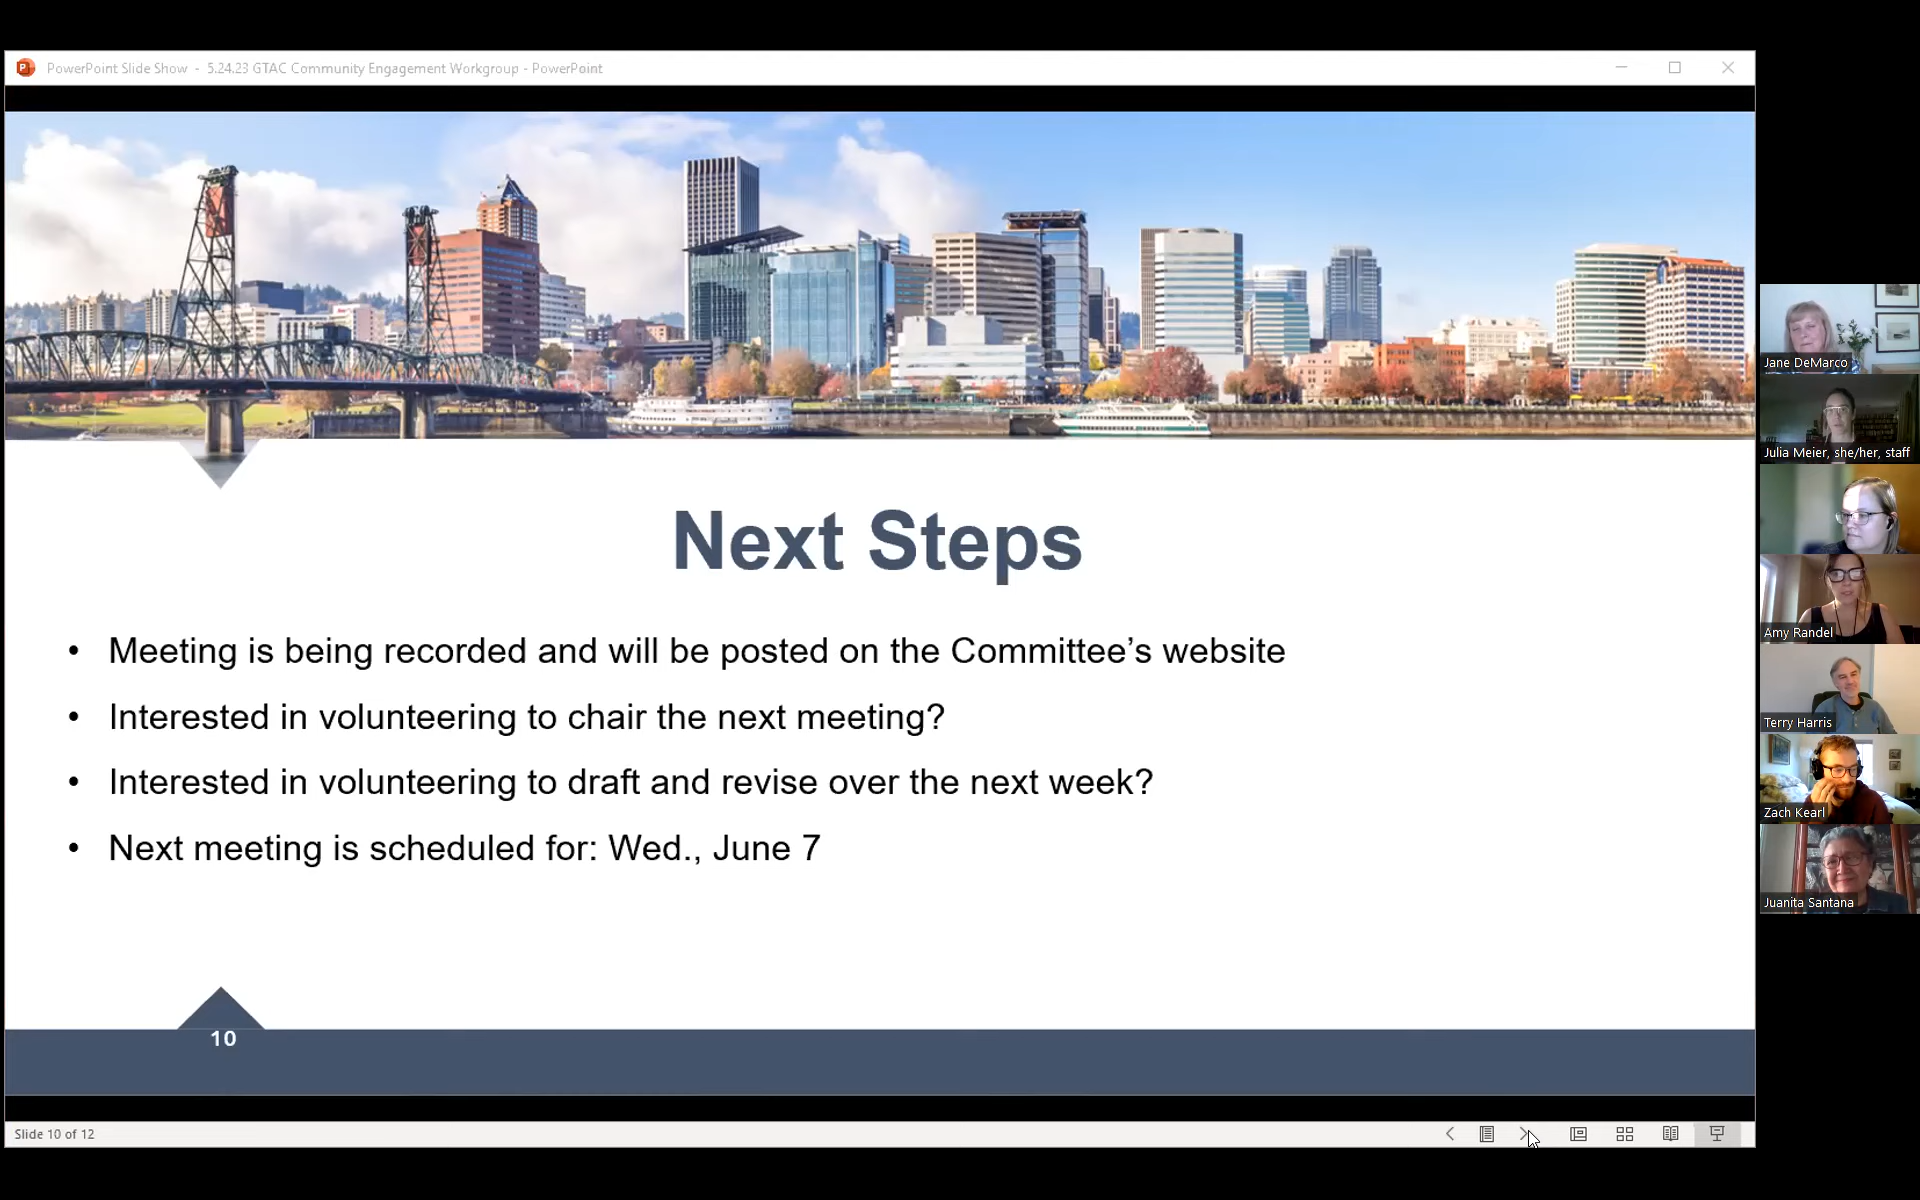 PowerPoint Slide Show - 5.24.23 GTAC Community Engagement Workgroup - PowerPoint
Next Steps
• Meeting is being recorded and will be posted on the Committee’s website
• Interested in volunteering to chair the next meeting?
• Interested in volunteering to draft and revise over the next week?
• Next meeting is scheduled for: Wed., June 7
10
Slide 10 of 12
Jane DeMarco
Julia Meier, she/her, staff
Amy Randel
Terry Harris
Zach Kearl
Juanita Santana